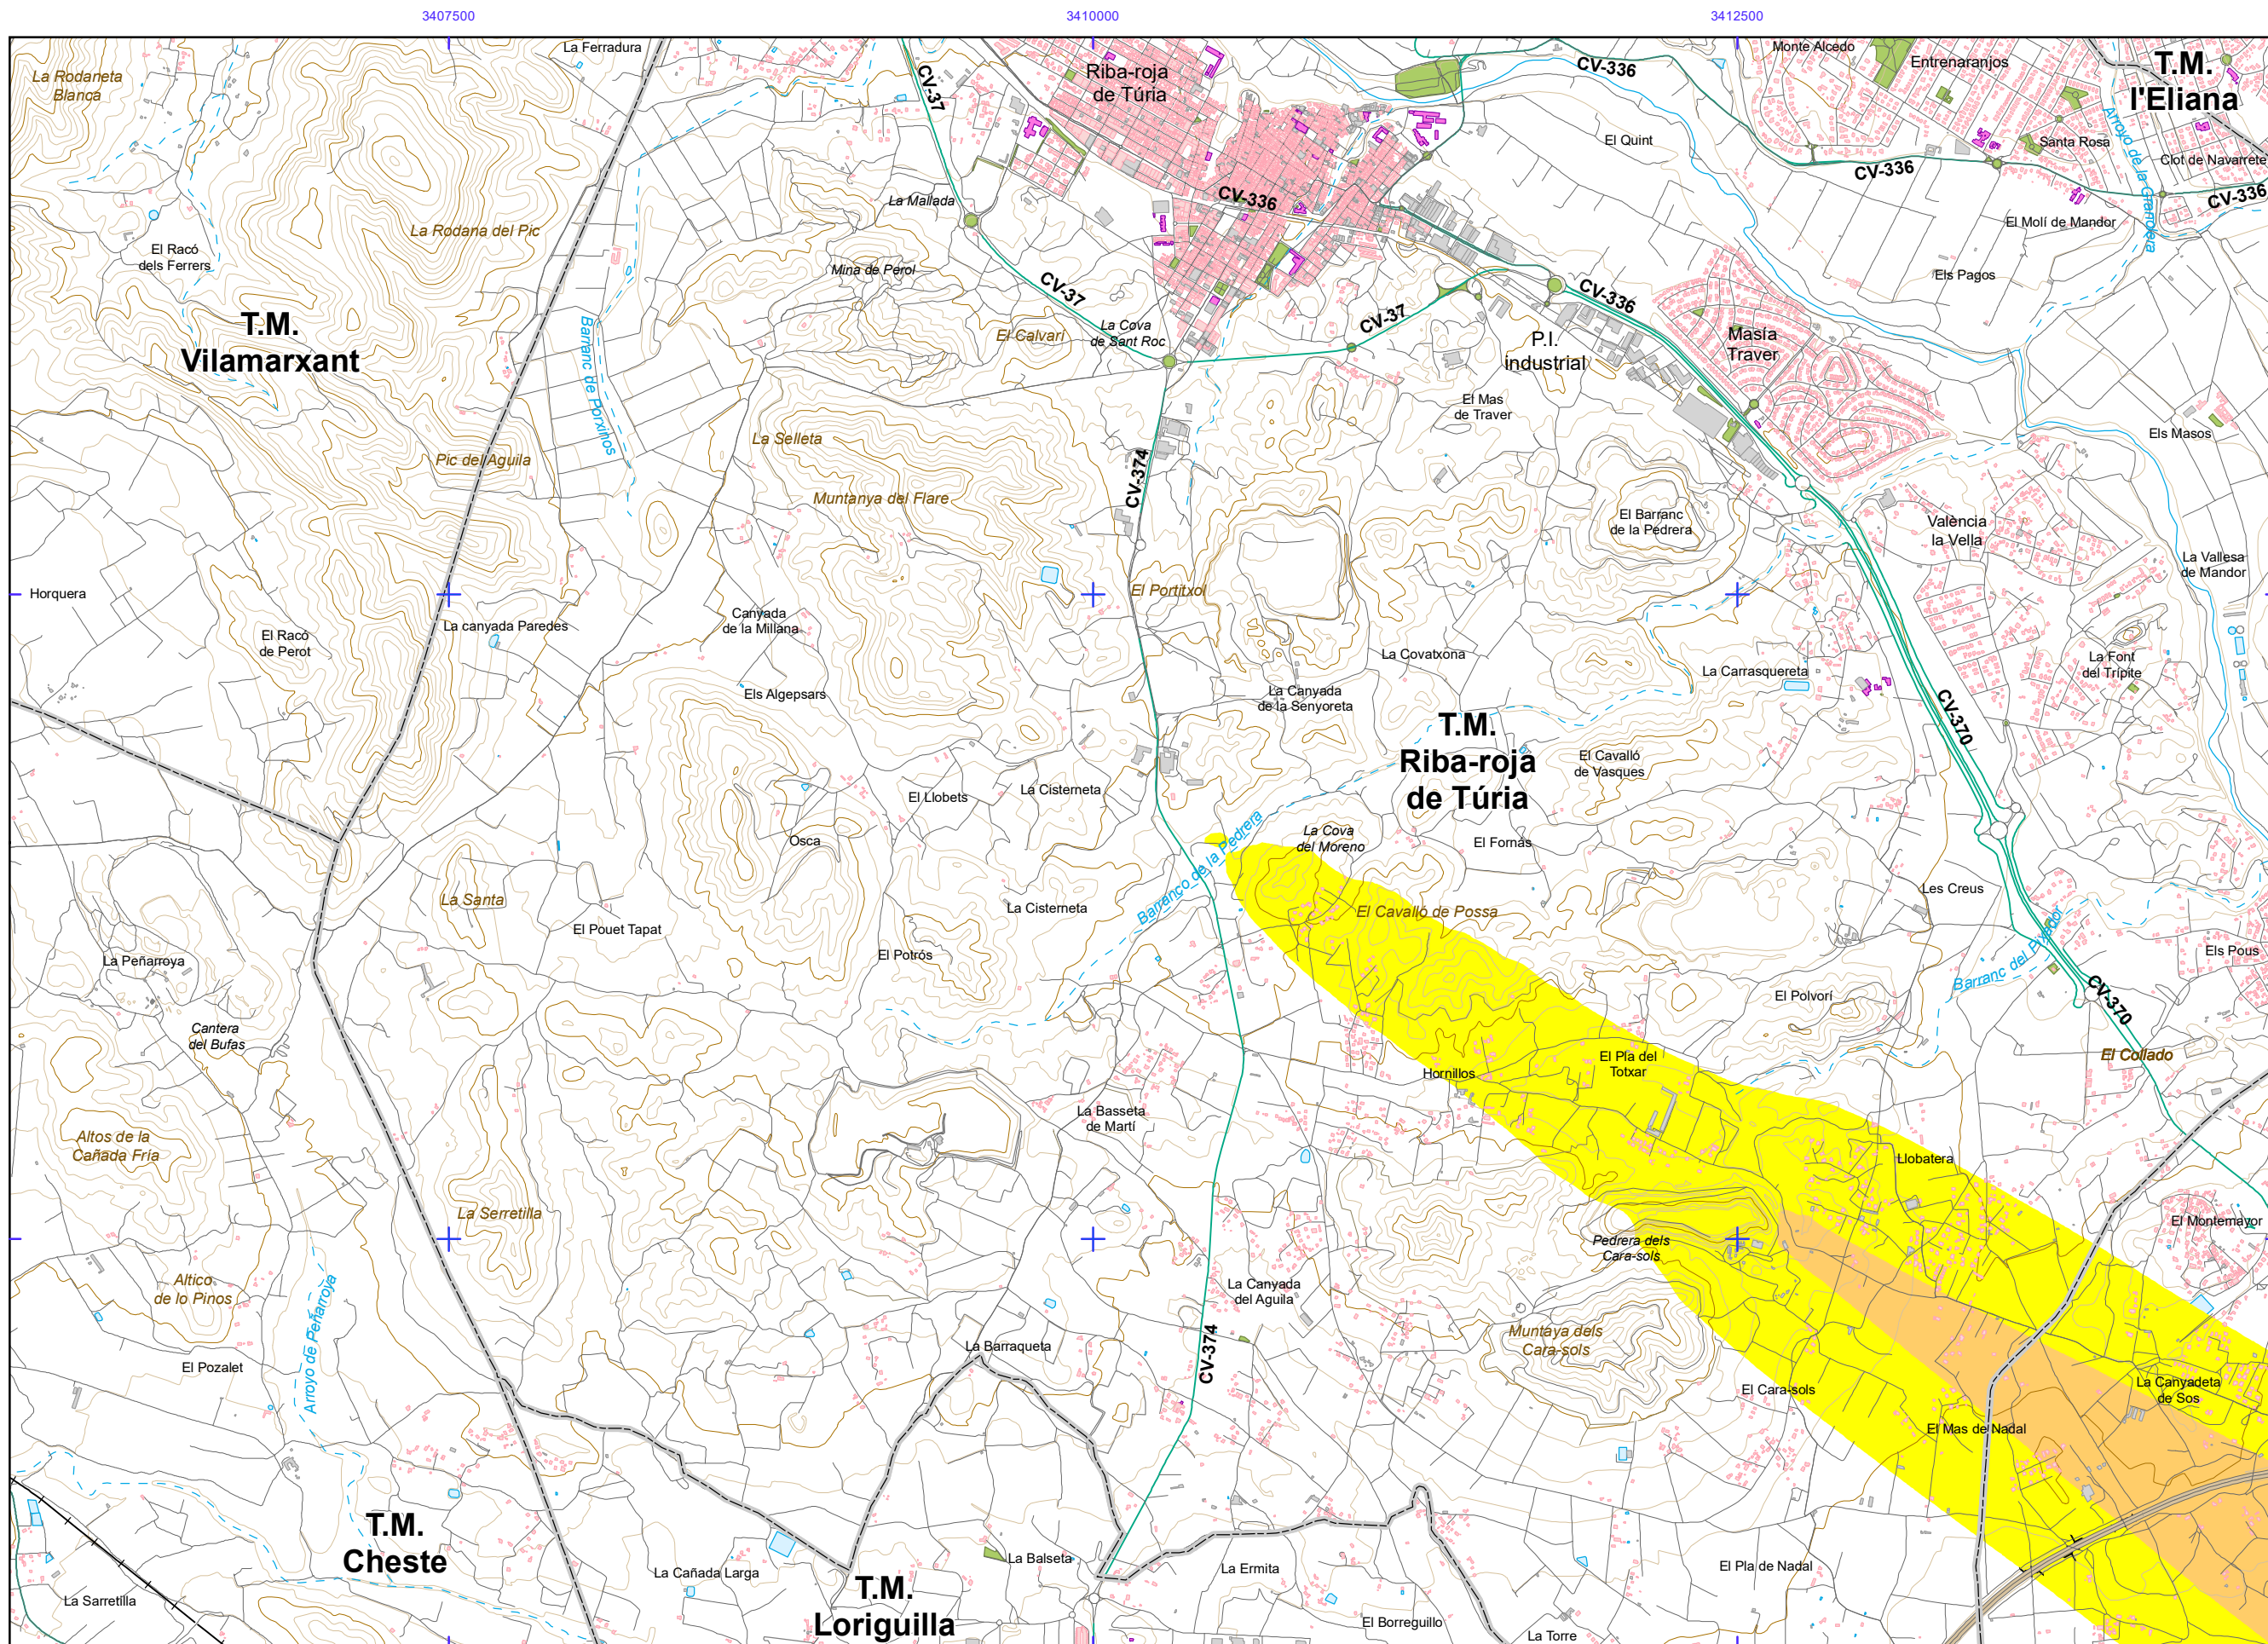 3407500
3410000
3412500
La Ferradura
La Rodaneta
Blanca
CV-37
Riba-roja
de Túria
CV-336
Monte Alcedo
Entrenaranjos
T.M.
l'Eliana
Arroyo de la Granolera
El Quint
Santa Rosa
Clot de Navarrete
CV-336
CV-336
CV-336
La Mallada
La Rodana del Pic
El Molí de Mandor
El Racó
dels Ferrers
Mina de Perol
Els Pagos
CV-37
CV-336
CV-37
El Calvari
La Cova
de Sant Roc
T.M.
Vilamarxant
Barranc de Porxinos
P.I.
industrial
Masía
Traver
El Mas
de Traver
Els Masos
La Selleta
Pic del Aguila
CV-374
Muntanya del Flare
El Barranc
de la Pedrera
València
la Vella
La Vallesa
de Mandor
Horquera
El Portitxol
La canyada Paredes
Canyada
de la Millana
El Racó
de Perot
La Covatxona
La Carrasquereta
La Font
del Tripite
Els Algepsars
La Canyada
de la Senyoreta
CV-370
T.M.
Riba-roja
de Túria
El Cavalló
de Vasques
El Llobets
La Cisterneta
Osca
Barranco de la Pedrera
La Cova
del Moreno
El Fornás
La Santa
La Cisterneta
El Cavalló de Possa
Les Creus
El Pouet Tapat
El Potrós
Barranc del Pixador
Els Pous
La Peñarroya
El Polvorí
CV-370
Cantera
del Bufas
El Pla del
Totxar
El Collado
Hornillos
La Basseta
de Martí
Altos de la
Cañada Fría
Llobatera
La Serretilla
El Montemayor
Pedrera dels
Cara-sols
Altico
de lo Pinos
La Canyada
del Aguila
Arroyo de Peñarroya
Muntaya dels
Cara-sols
La Barraqueta
CV-374
El Pozalet
El Cara-sols
La Canyadeta
de Sos
El Mas de Nadal
T.M.
Cheste
La Balseta
La Cañada Larga
La Ermita
El Pla de Nadal
T.M.
Loriguilla
La Sarretilla
El Borreguillo
La Torre